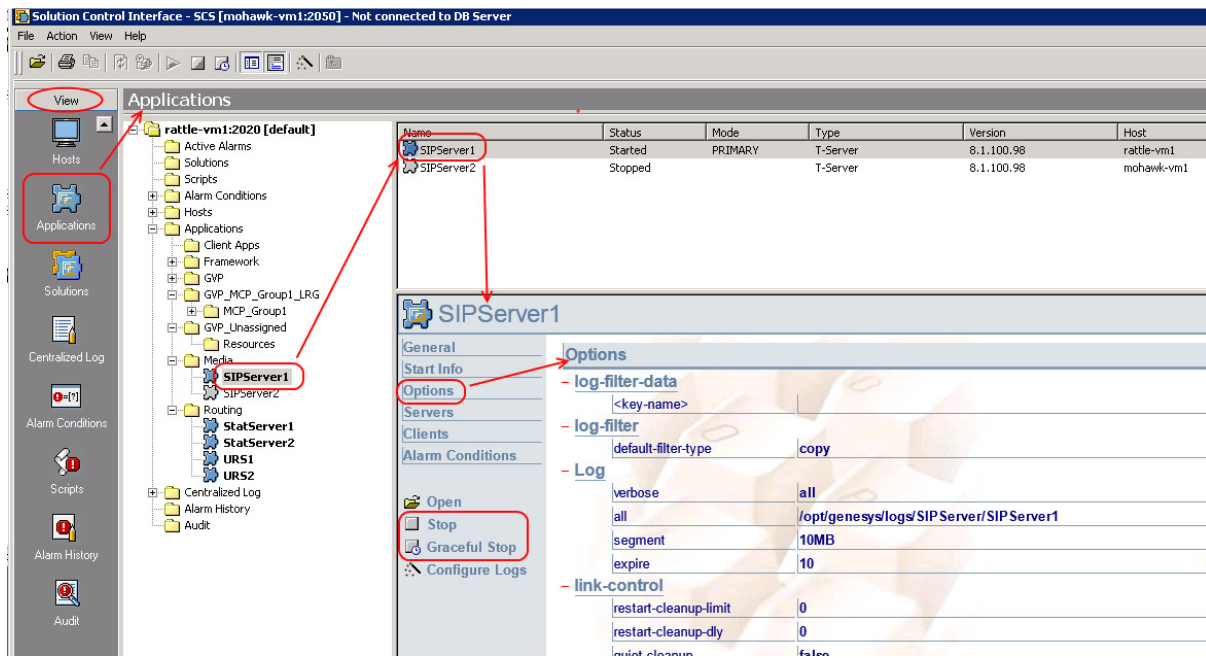 Solution Control Interface - SCS [mohawk-vm1:2050] - Not connected to DB Server
File Action View Help
View
Hosts
Applications
Solutions
Centralized Log
Alarm Conditions
Scripts
Alarm History
Audit
Applications
rattle-vm1:2020 [default]
Active Alarms
Solutions
Scripts
Alarm Conditions
Hosts
Applications
Client Apps
Framework
GVP
GVP_MCP_Group1_LRG
MCP_Group1
GVP_Unassigned
Resources
Media
SIPServer1
SIPServer2
Routing
StatServer1
StatServer2
URS1
URS2
Centralized Log
Alarm History
Audit
Name Status Mode Type Version Host
SIPServer1 Started PRIMARY T-Server 8.1.100.98 rattle-vm1
SIPServer2 Stopped T-Server 8.1.100.98 mohawk-vm1
SIPServer1
General
Start Info
Options
Servers
Clients
Alarm Conditions
Open
Stop
Graceful Stop
Configure Logs
Options
log-filter-data
<key-name>
log-filter
default-filter-type copy
Log
verbose all
all /opt/genesys/logs/SIPServer/SIPServer1
segment 10MB
expire 10
link-control
restart-cleanup-limit 0
restart-cleanup-dly 0
quiet-cleanup false